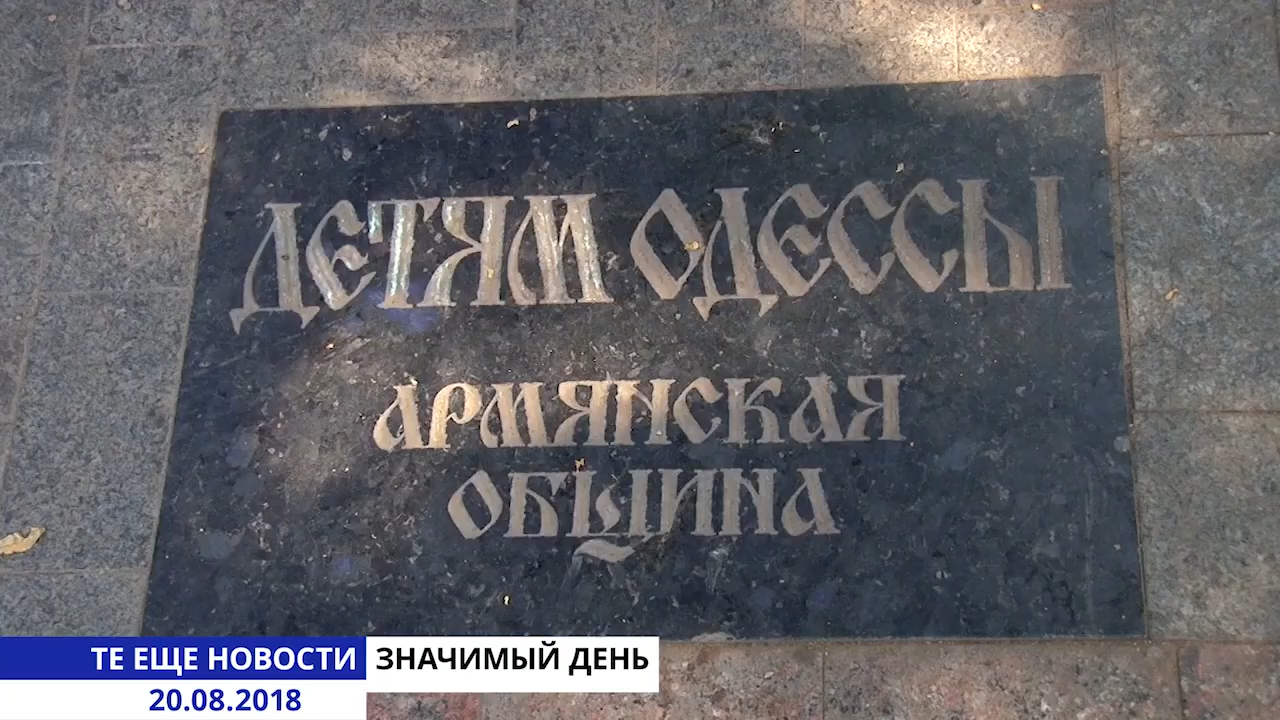 ДЕТЯМ ОДЕССЫ
АРМЯНСКАЯ
ОБЩИНА
ТЕ ЕЩЕ НОВОСТИ
ЗНАЧИМЫЙ ДЕНЬ
20.08.2018